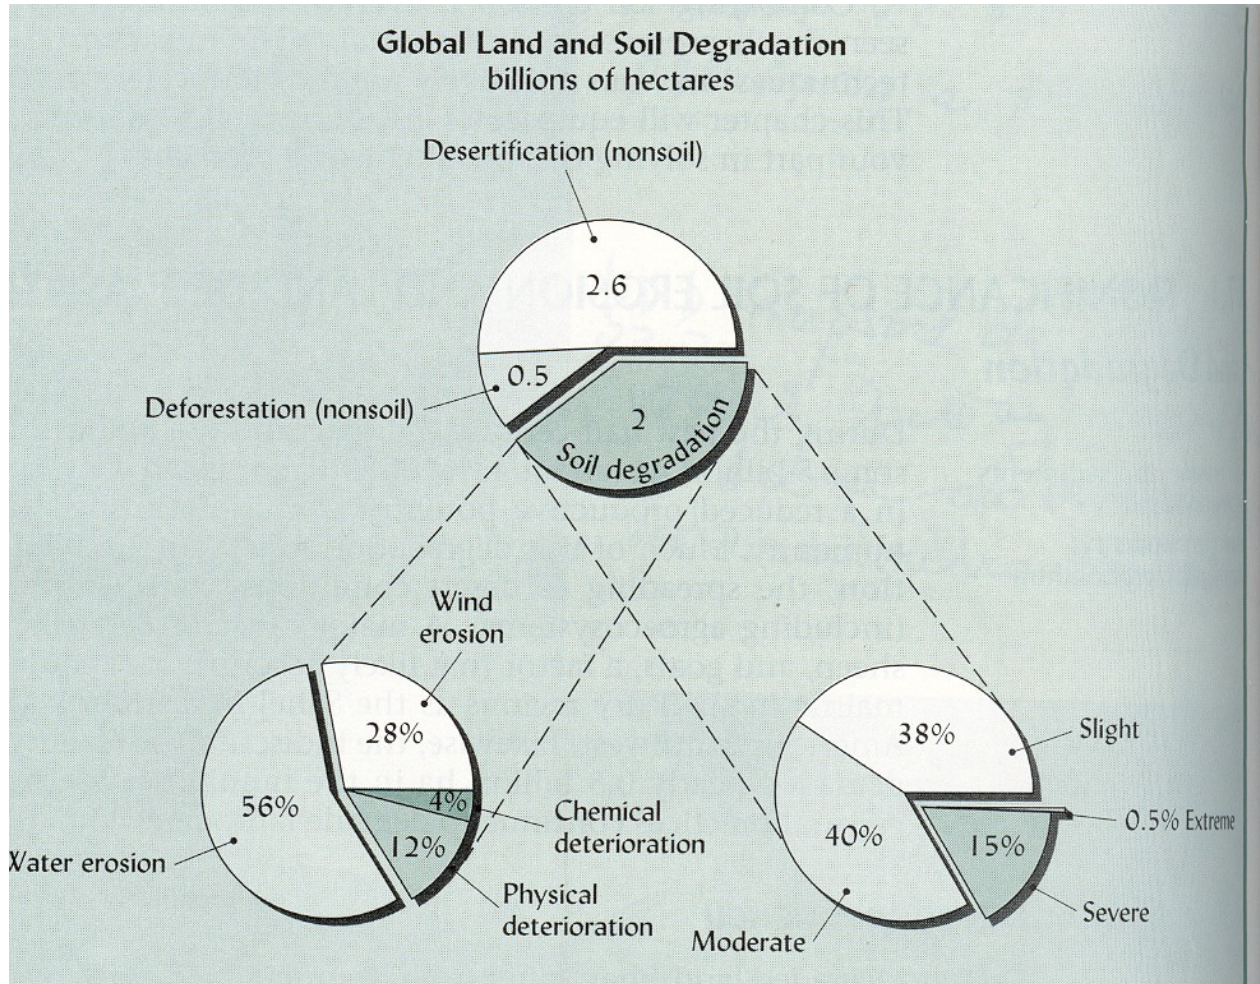 Global Land and Soil Degradation
billions of hectares
Desertification (nonsoil)
2.6
0.5
Deforestation (nonsoil)
2
Soil degradation
Wind
erosion
28%
56%
4%
12%
Water erosion
Chemical
deterioration
Physical
deterioration
38%
Slight
40%
15%
0.5% Extreme
Severe
Moderate